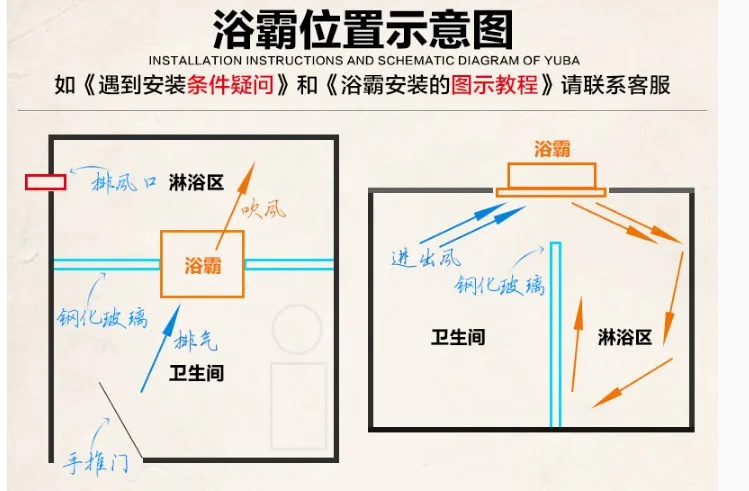 浴霸位置示意图
INSTALLATION INSTRUCTIONS AND SCHEMATIC DIAGRAM OF YUBA
如《遇到安装条件疑问》和《浴霸安装的图示教程》请联系客服
排风口
淋浴区
吹风
浴霸
钢化玻璃
排气
卫生间
手推门
浴霸
进出风
钢化玻璃
卫生间
淋浴区